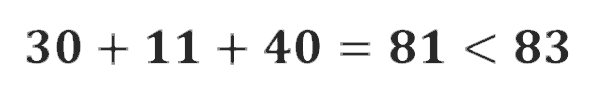 30 + 11 + 40 = 81 < 83